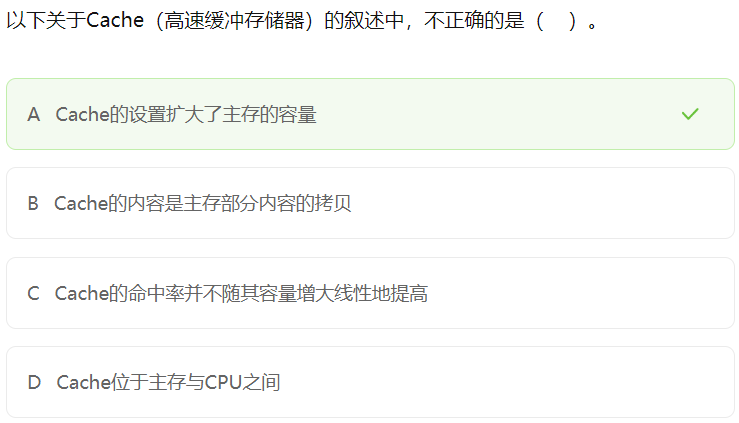 以下关于Cache（高速缓冲存储器）的叙述中，不正确的是（　）。
A Cache的设置扩大了主存的容量
B Cache的内容是主存部分内容的拷贝
C Cache的命中率并不随其容量增大线性地提高
D Cache位于主存与CPU之间